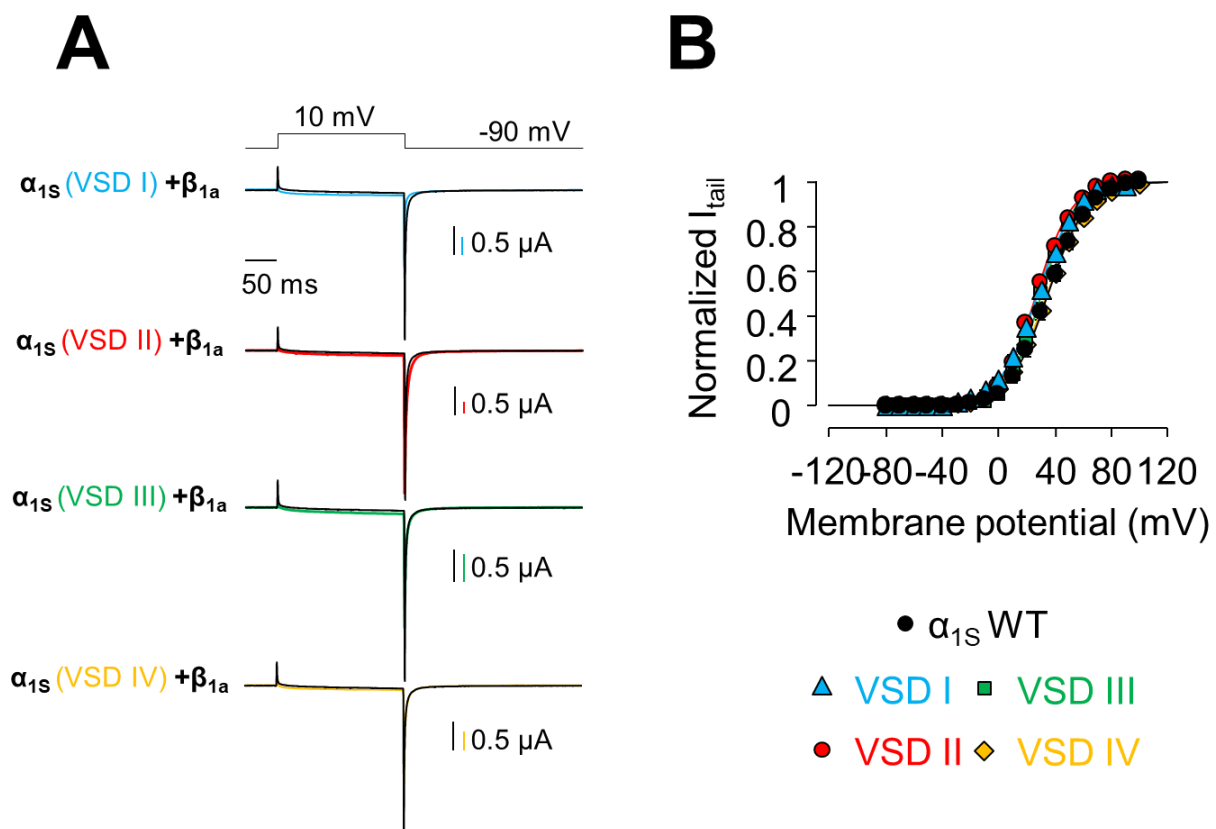 A
10 mV
-90 mV
α1S (VSD I) +β1a
0.5 µA
50 ms
α1S (VSD II) +β1a
0.5 µA
α1S (VSD III) +β1a
0.5 µA
α1S (VSD IV) +β1a
0.5 µA
B
Normalized Itail
1
0.8
0.6
0.4
0.2
0
-120 -80 -40 0 40 80 120
Membrane potential (mV)
α1S WT
VSD I VSD III
VSD II VSD IV